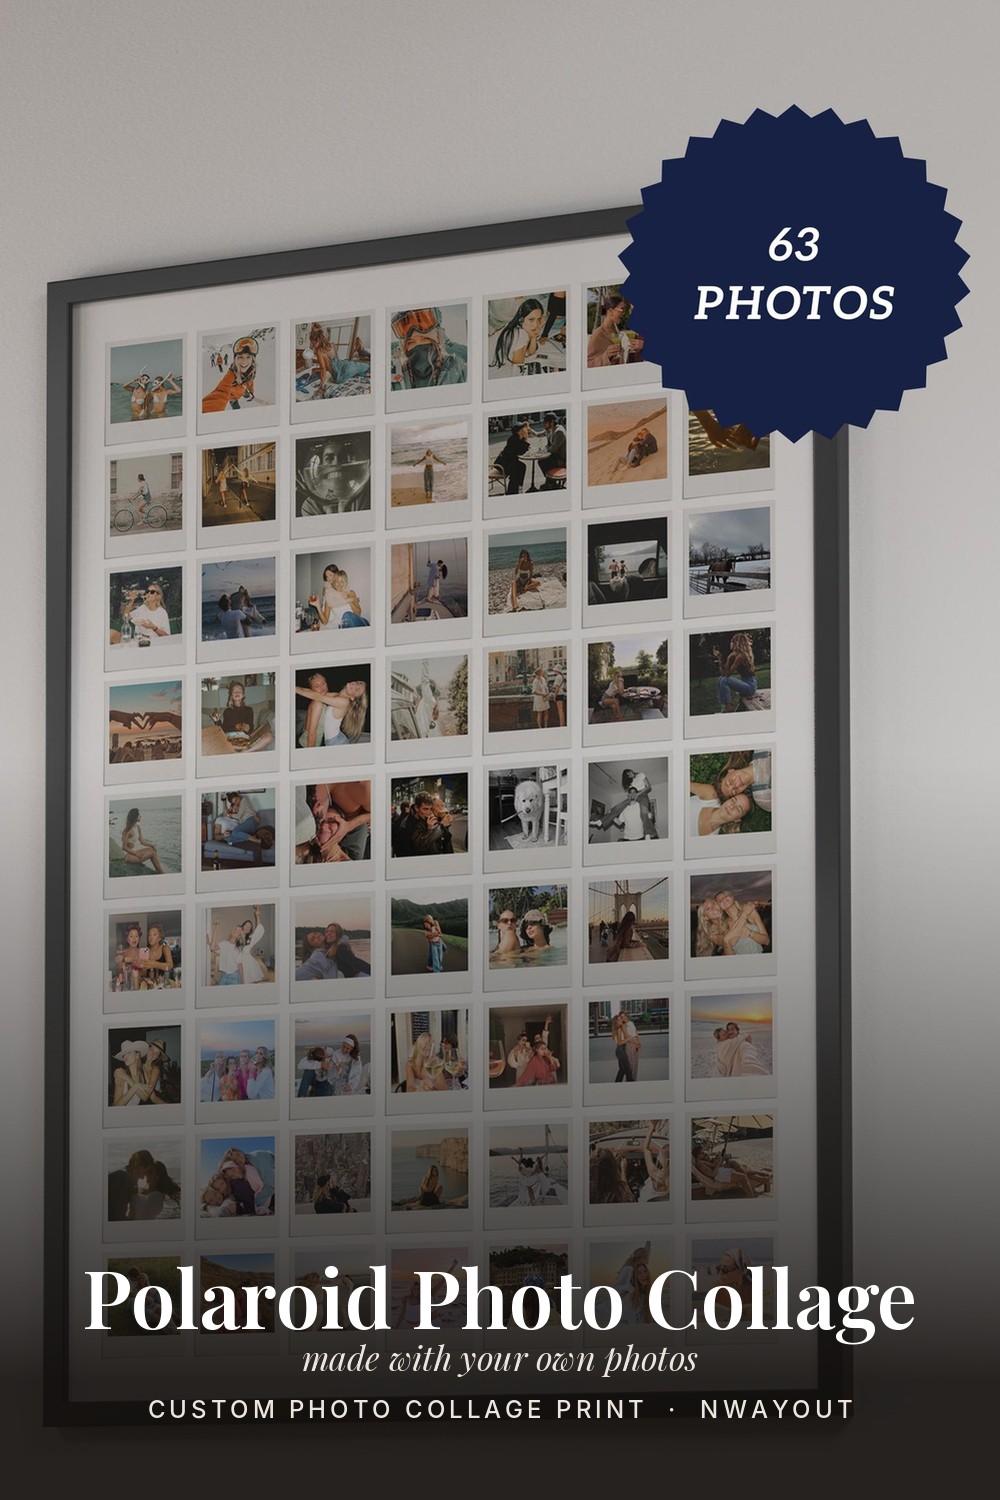 63
PHOTOS
Polaroid Photo Collage
made with your own photos
CUSTOM PHOTO COLLAGE PRINT · NWAYOUT